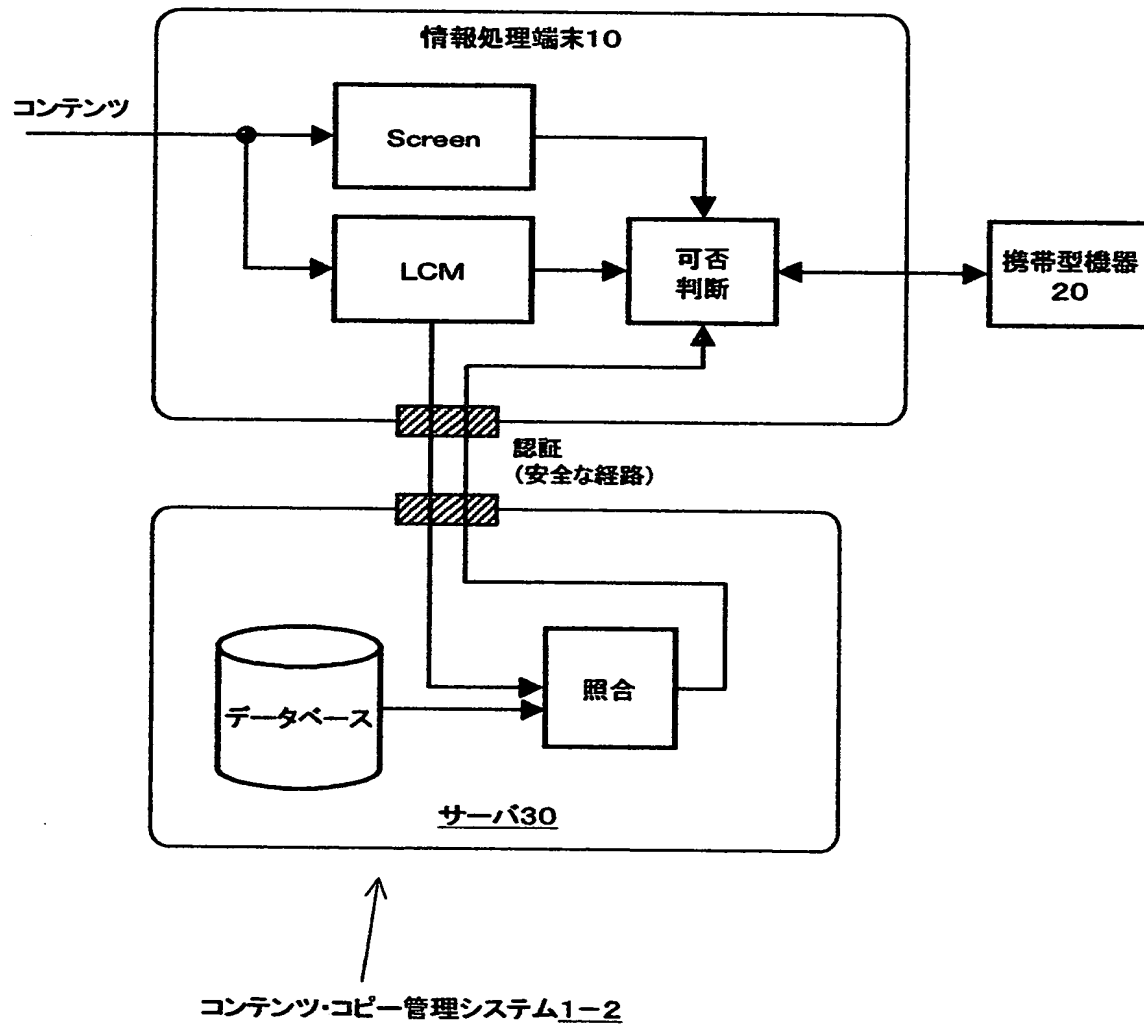 情報処理端末10
コンテンツ
Screen
LCM
可否
判断
携帯型機器
20
認証
(安全な経路)
データベース
照合
サーバ30
コンテンツ・コピー管理システム1-2